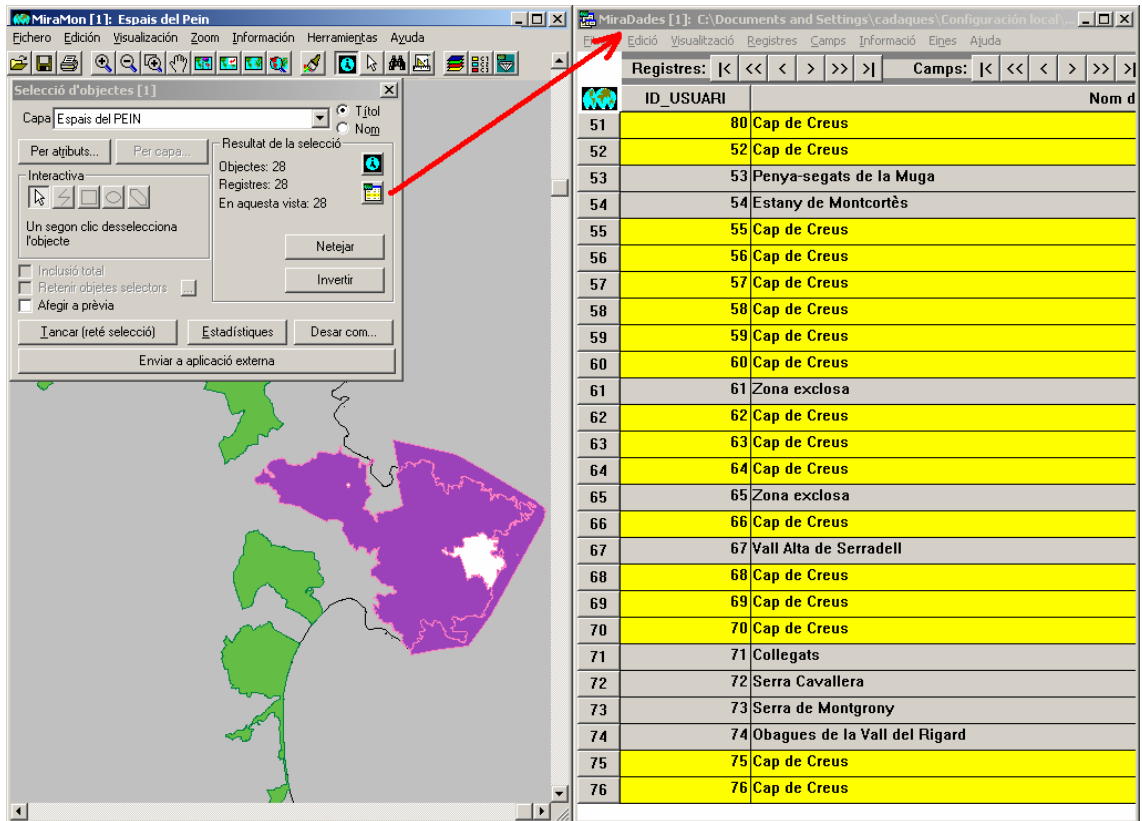 MiraMon [1]: Espais del Pein
Fichero Edición Visualización Zoom Información Herramientas Ayuda
Selecció d'objectes [1]
Capa Espais del PEIN
Títol
Nom
Per atributs...
Per capa...
Interactiva
Un segon clic desselecciona
l'objecte
Resultat de la selecció
Objectes: 28
Registres: 28
En aquesta vista: 28
Netejar
Invertir
Inclusió total
Retenir objetes selectors ...
Afegir a prèvia
Tancar (reté selecció)
Estadístiques
Desar com...
Enviar a aplicació externa
MiraDades [1]: C:\Documents and Settings\cadaques\Configuración local\...
Edició Visualització Registres Camps Informació Eines Ajuda
Registres: |< << < > >> >| Camps: |< << < > >> >|
ID_USUARI Nom d
51 80 Cap de Creus
52 52 Cap de Creus
53 53 Penya-segats de la Muga
54 54 Estany de Montcortès
55 55 Cap de Creus
56 56 Cap de Creus
57 57 Cap de Creus
58 58 Cap de Creus
59 59 Cap de Creus
60 60 Cap de Creus
61 61 Zona exclosa
62 62 Cap de Creus
63 63 Cap de Creus
64 64 Cap de Creus
65 65 Zona exclosa
66 66 Cap de Creus
67 67 Vall Alta de Serradell
68 68 Cap de Creus
69 69 Cap de Creus
70 70 Cap de Creus
71 71 Collegats
72 72 Serra Cavallera
73 73 Serra de Montgrony
74 74 Obagues de la Vall del Rigard
75 75 Cap de Creus
76 76 Cap de Creus